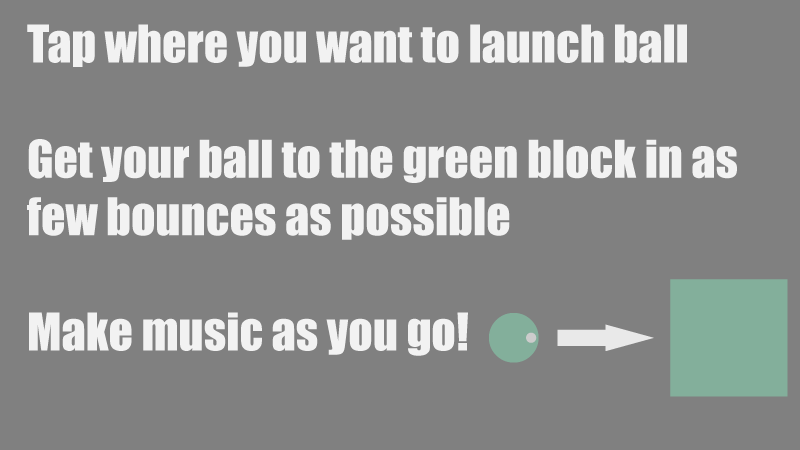 Tap where you want to launch ball
Get your ball to the green block in as
few bounces as possible
Make music as you go!